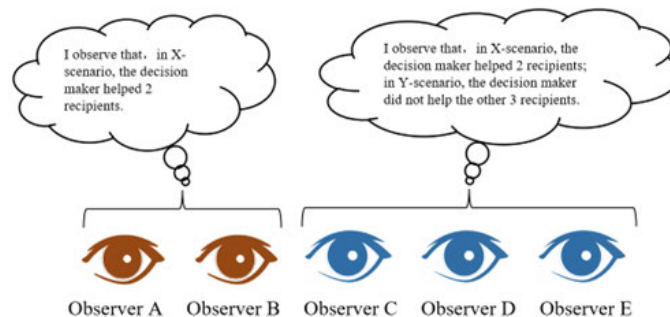 I observe that, in X-
scenario, the decision
maker helped 2
recipients.
I observe that, in X-scenario, the
decision maker helped 2 recipients;
in Y-scenario, the decision maker
did not help the other 3 recipients.
Observer A Observer B Observer C Observer D Observer E